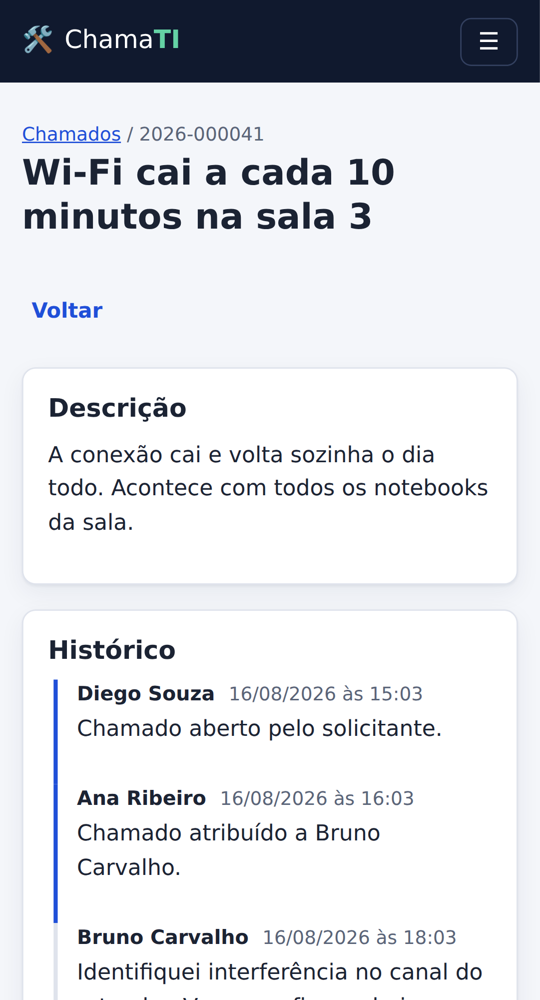 ChamaTI
Chamados / 2026-000041
Wi-Fi cai a cada 10
minutos na sala 3
Voltar
Descrição
A conexão cai e volta sozinha o dia
todo. Acontece com todos os notebooks
da sala.
Histórico
Diego Souza 16/08/2026 às 15:03
Chamado aberto pelo solicitante.
Ana Ribeiro 16/08/2026 às 16:03
Chamado atribuído a Bruno
Carvalho.
Bruno Carvalho 16/08/2026 às 18:03
Identifiquei interferência no canal do